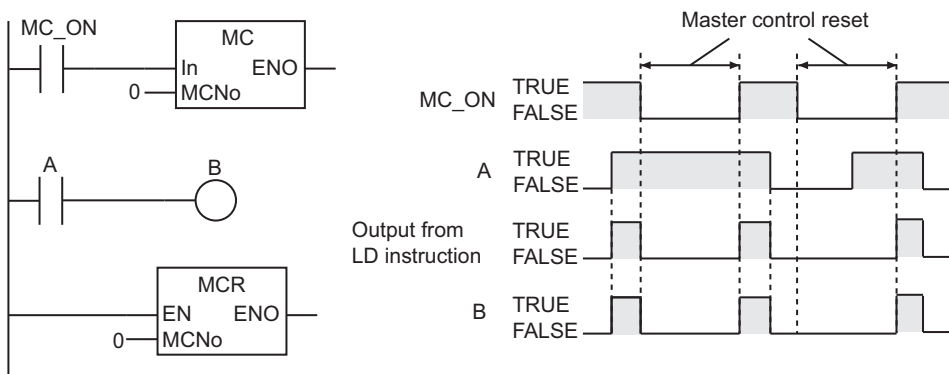 MC_ON
MC
In ENO
0 MCNo
A
B
MCR
EN ENO
0 MCNo
Master control reset
MC_ON
TRUE
FALSE
A
TRUE
FALSE
Output from
LD instruction
TRUE
FALSE
B
TRUE
FALSE